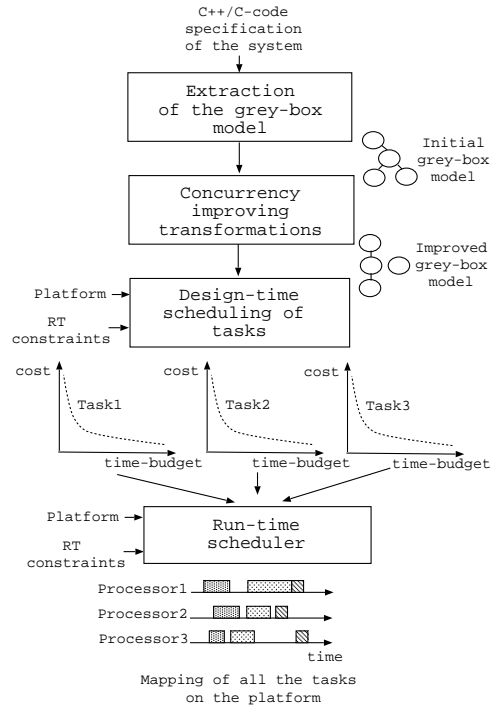 C++/C-code
specification
of the system
Extraction
of the grey-box
model
Initial
grey-box
model
Concurrency
improving
transformations
Improved
grey-box
model
Platform
RT
constraints
Design-time
scheduling of
tasks
cost
Task1
time-budget
cost
Task2
time-budget
cost
Task3
time-budget
Platform
RT
constraints
Run-time
scheduler
Processor1
Processor2
Processor3
time
Mapping of all the tasks
on the platform